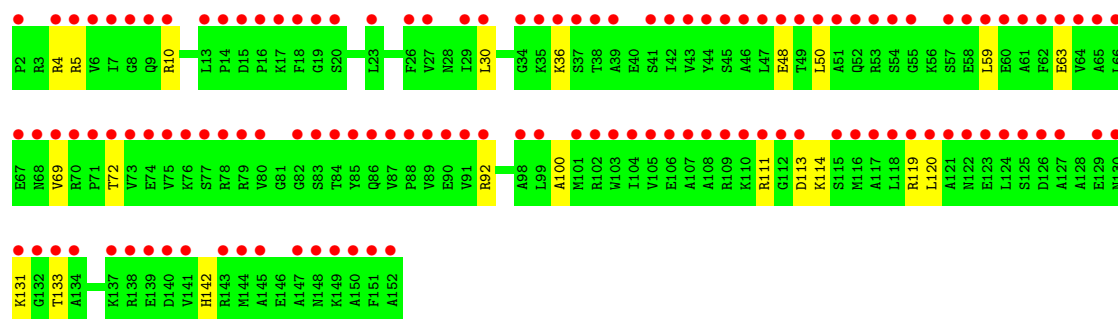 P2 R3 R4 R5 V6 I7 G8 Q9 R10 L13 P14 D15 P16 K17 F18 G19 S20 L23 F26 V27 N28 I29 L30 G34 K35 K36 S37 T38 A39 E40 S41 I42 V43 Y44 S45 A46 L47 E48 T49 L50 A51 Q52 R53 S54 G55 K56 S57 E58 L59 E60 A61 F62 E63 V64 A65 L66
E67 N68 V69 R70 P71 T72 V73 E74 V75 K76 S77 R78 R79 V80 G81 G82 S83 T84 Y85 Q86 V87 P88 V89 E90 V91 R92 A98 L99 A100 M101 R102 W103 I104 V105 E106 A107 A108 R109 K110 R111 G112 D113 K114 S115 M116 A117 L118 R119 L120 A121 N122 E123 L124 S125 D126 A127 A128 E129 N130
K131 G132 T133 A134 K137 R138 E139 D140 V141 H142 R143 M144 A145 E146 A147 N148 K149 A150 F151 A152